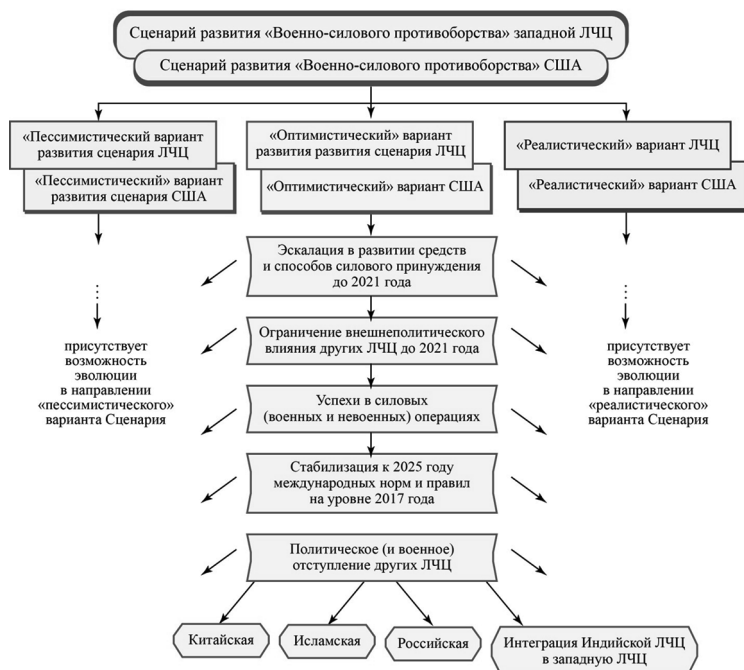 Сценарий развития «Военно-силового противоборства» западной ЛЧЦ
Сценарий развития «Военно-силового противоборства» США
«Пессимистический вариант
развития сценария ЛЧЦ
«Пессимистический» вариант
развития сценария США
«Оптимистический» вариант
развития развития сценария ЛЧЦ
«Оптимистический» вариант США
«Реалистический» вариант ЛЧЦ
«Реалистический» вариант США
Эскалация в развитии средств
и способов силового принуждения
до 2021 года
Ограничение внешнеполитического
влияния других ЛЧЦ до 2021 года
Успехи в силовых
(военных и невоенных) операциях
Стабилизация к 2025 году
международных норм и правил
на уровне 2017 года
Политическое (и военное)
отступление других ЛЧЦ
...
присутствует
возможность
эволюции
в направлении
«пессимистического»
варианта Сценария
...
присутствует
возможность
эволюции
в направлении
«реалистического»
варианта Сценария
Китайская
Исламская
Российская
Интеграция Индийской ЛЧЦ
в западную ЛЧЦ